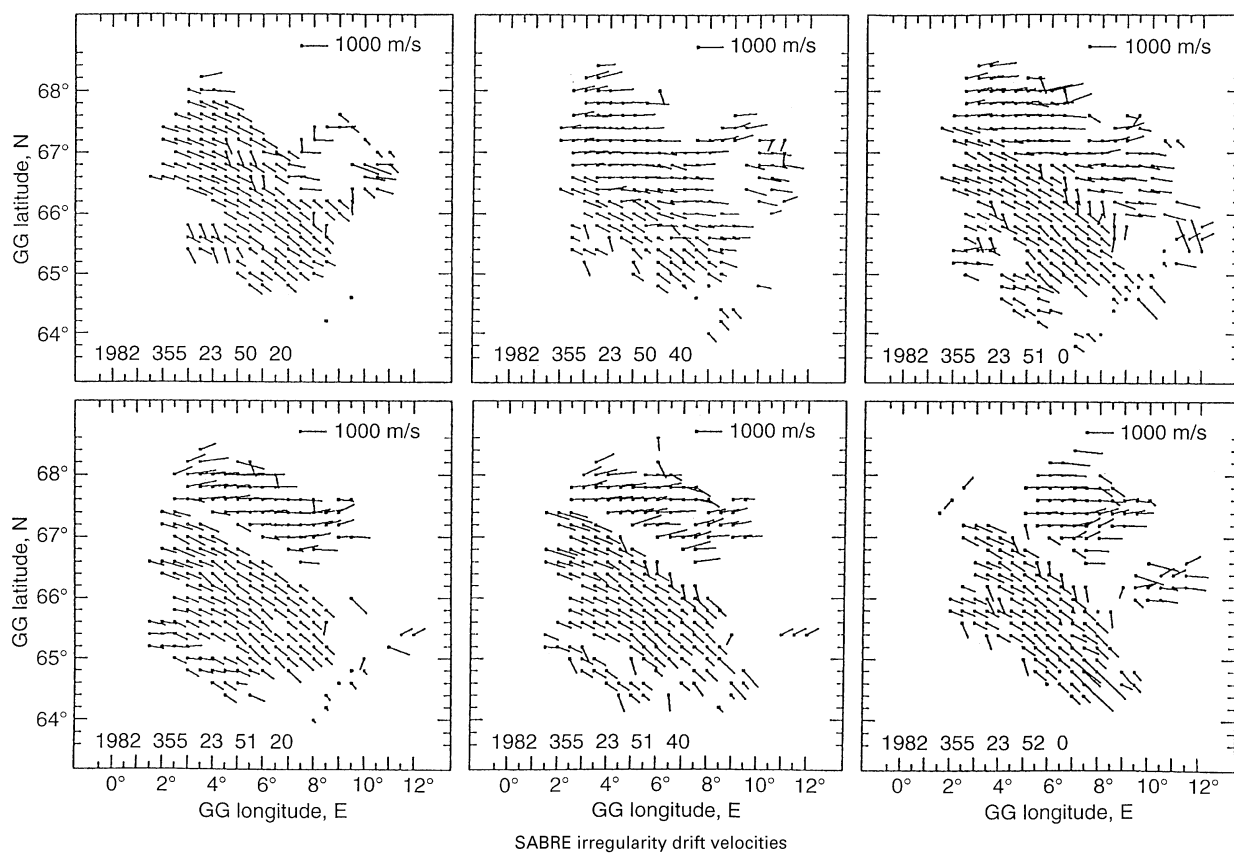 1000 m/s 1000 m/s 1000 m/s
GG latitude, N
68°
67°
66°
65°
64°
1982 355 23 50 20 1982 355 23 50 40 1982 355 23 51 0
1000 m/s 1000 m/s 1000 m/s
GG latitude, N
68°
67°
66°
65°
64°
1982 355 23 51 20 1982 355 23 51 40 1982 355 23 52 0
0° 2° 4° 6° 8° 10° 12° 0° 2° 4° 6° 8° 10° 12° 0° 2° 4° 6° 8° 10° 12°
GG longitude, E GG longitude, E GG longitude, E
SABRE irregularity drift velocities